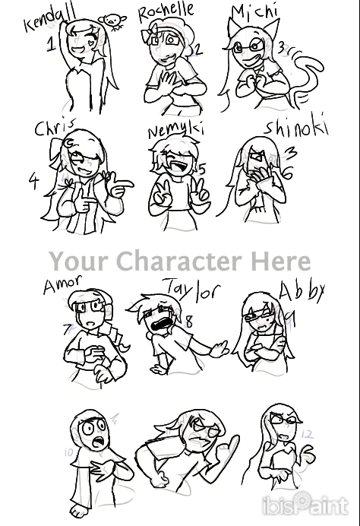 Kendall Rochelle Michi
1 2 3
Chris Nemyki Shinoki
3
4 5 6
Your Character Here
Amor Taylor Abby
7 8 9
10 12
ibisPaint